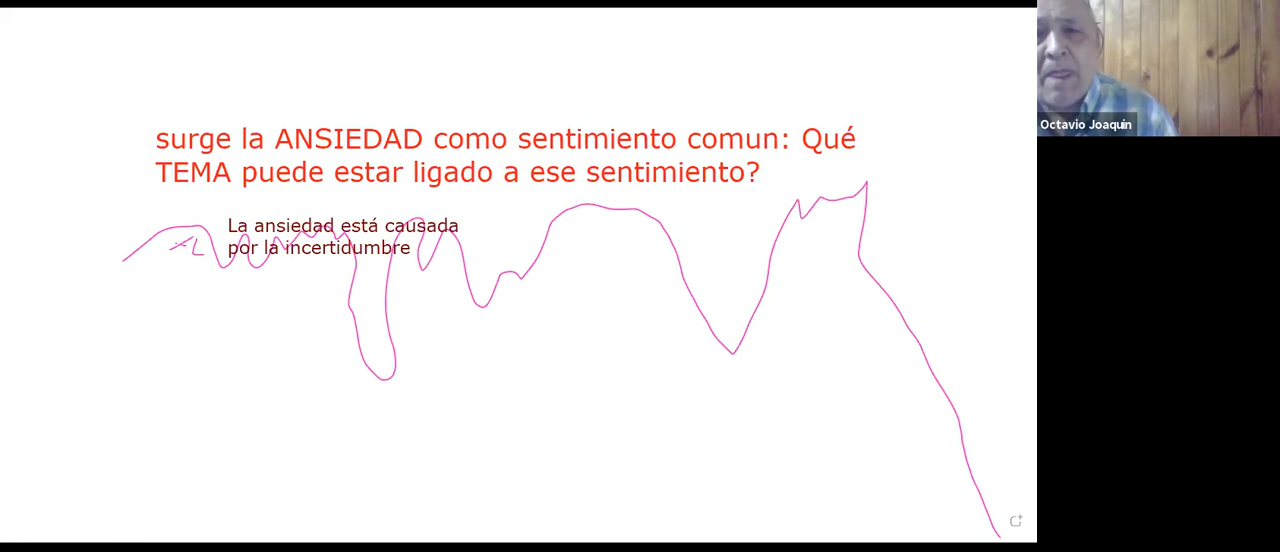 surge la ANSIEDAD como sentimiento comun: Qué
TEMA puede estar ligado a ese sentimiento?
La ansiedad está causada
por la incertidumbre
Octavio Joaquin